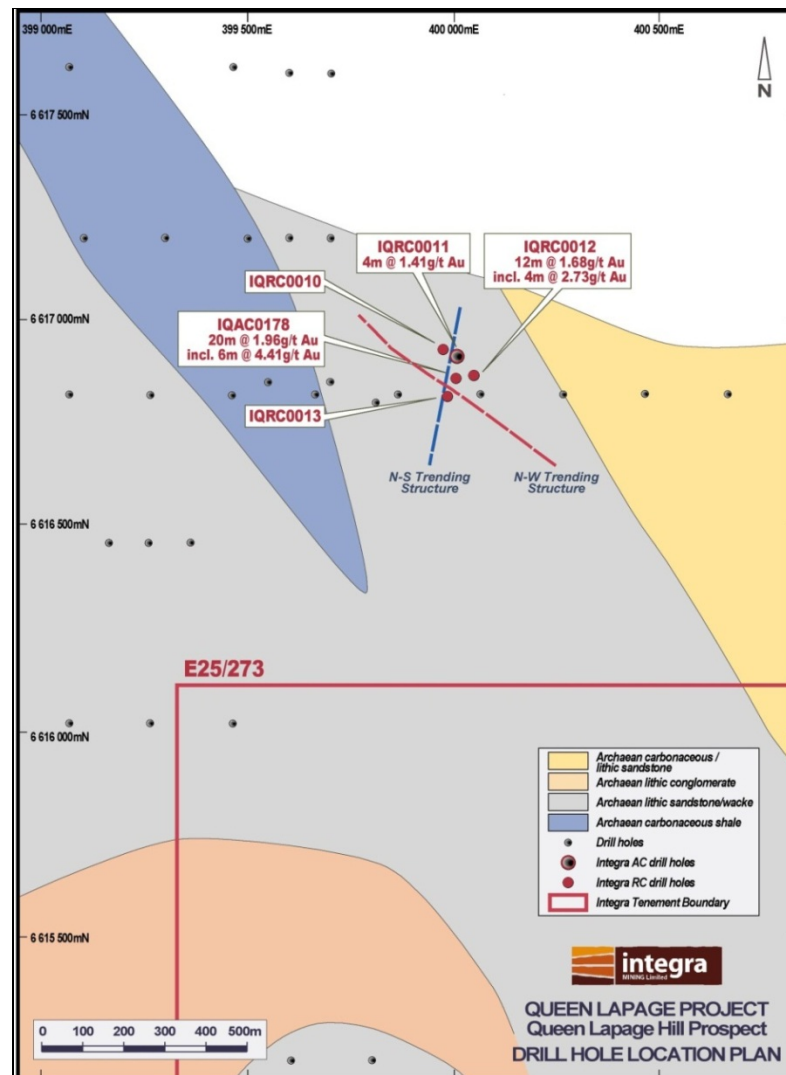 399 000mE
399 500mE
400 000mE
400 500mE
N
6 617 500mN
IQRC0011
4m @ 1.41g/t Au
IQRC0012
12m @ 1.68g/t Au
incl. 4m @ 2.73g/t Au
IQRC0010
6 617 000mN
IQAC0178
20m @ 1.96g/t Au
incl. 6m @ 4.41g/t Au
IQRC0013
N-S Trending
Structure
N-W Trending
Structure
6 616 500mN
E25/273
6 616 000mN
Archaean carbonaceous /
lithic sandstone
Archaean lithic conglomerate
Archaean lithic sandstone/wacke
Archaean carbonaceous shale
Drill holes
Integra AC drill holes
Integra RC drill holes
Integra Tenement Boundary
6 615 500mN
integra
MINING Limited
QUEEN LAPAGE PROJECT
Queen Lapage Hill Prospect
DRILL HOLE LOCATION PLAN
0 100 200 300 400 500m